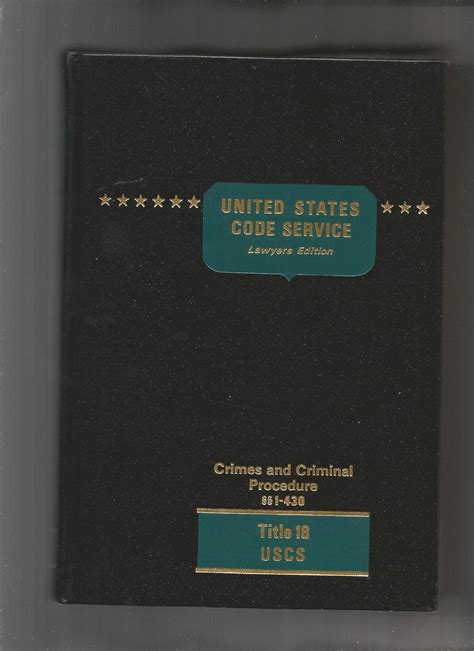 UNITED STATES
CODE SERVICE
Lawyers Edition
Crimes and Criminal
Procedure
§§ 1-430
Title 18
USCS